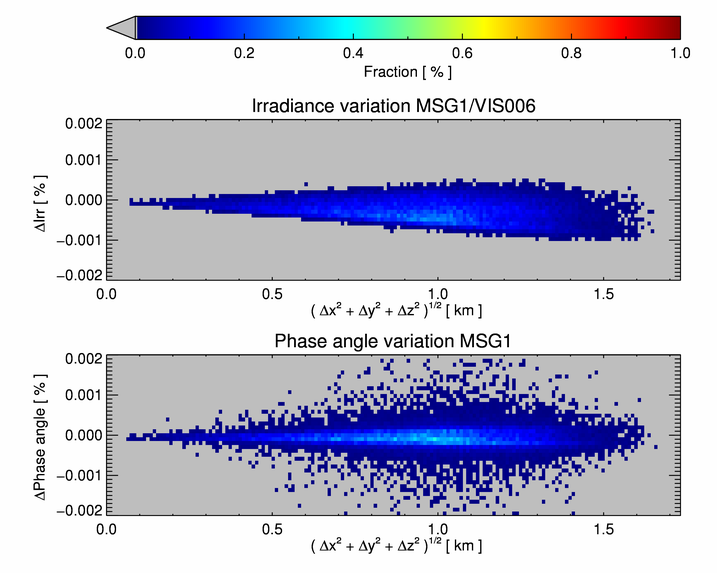 0.0 0.2 0.4 0.6 0.8 1.0
Fraction [ % ]
Irradiance variation MSG1/VIS006
0.002
0.001
0.000
−0.001
−0.002
ΔIrr [ % ]
0.0 0.5 1.0 1.5
( Δx² + Δy² + Δz² )^1/2 [ km ]
Phase angle variation MSG1
0.002
0.001
0.000
−0.001
−0.002
ΔPhase angle [ % ]
0.0 0.5 1.0 1.5
( Δx² + Δy² + Δz² )^1/2 [ km ]